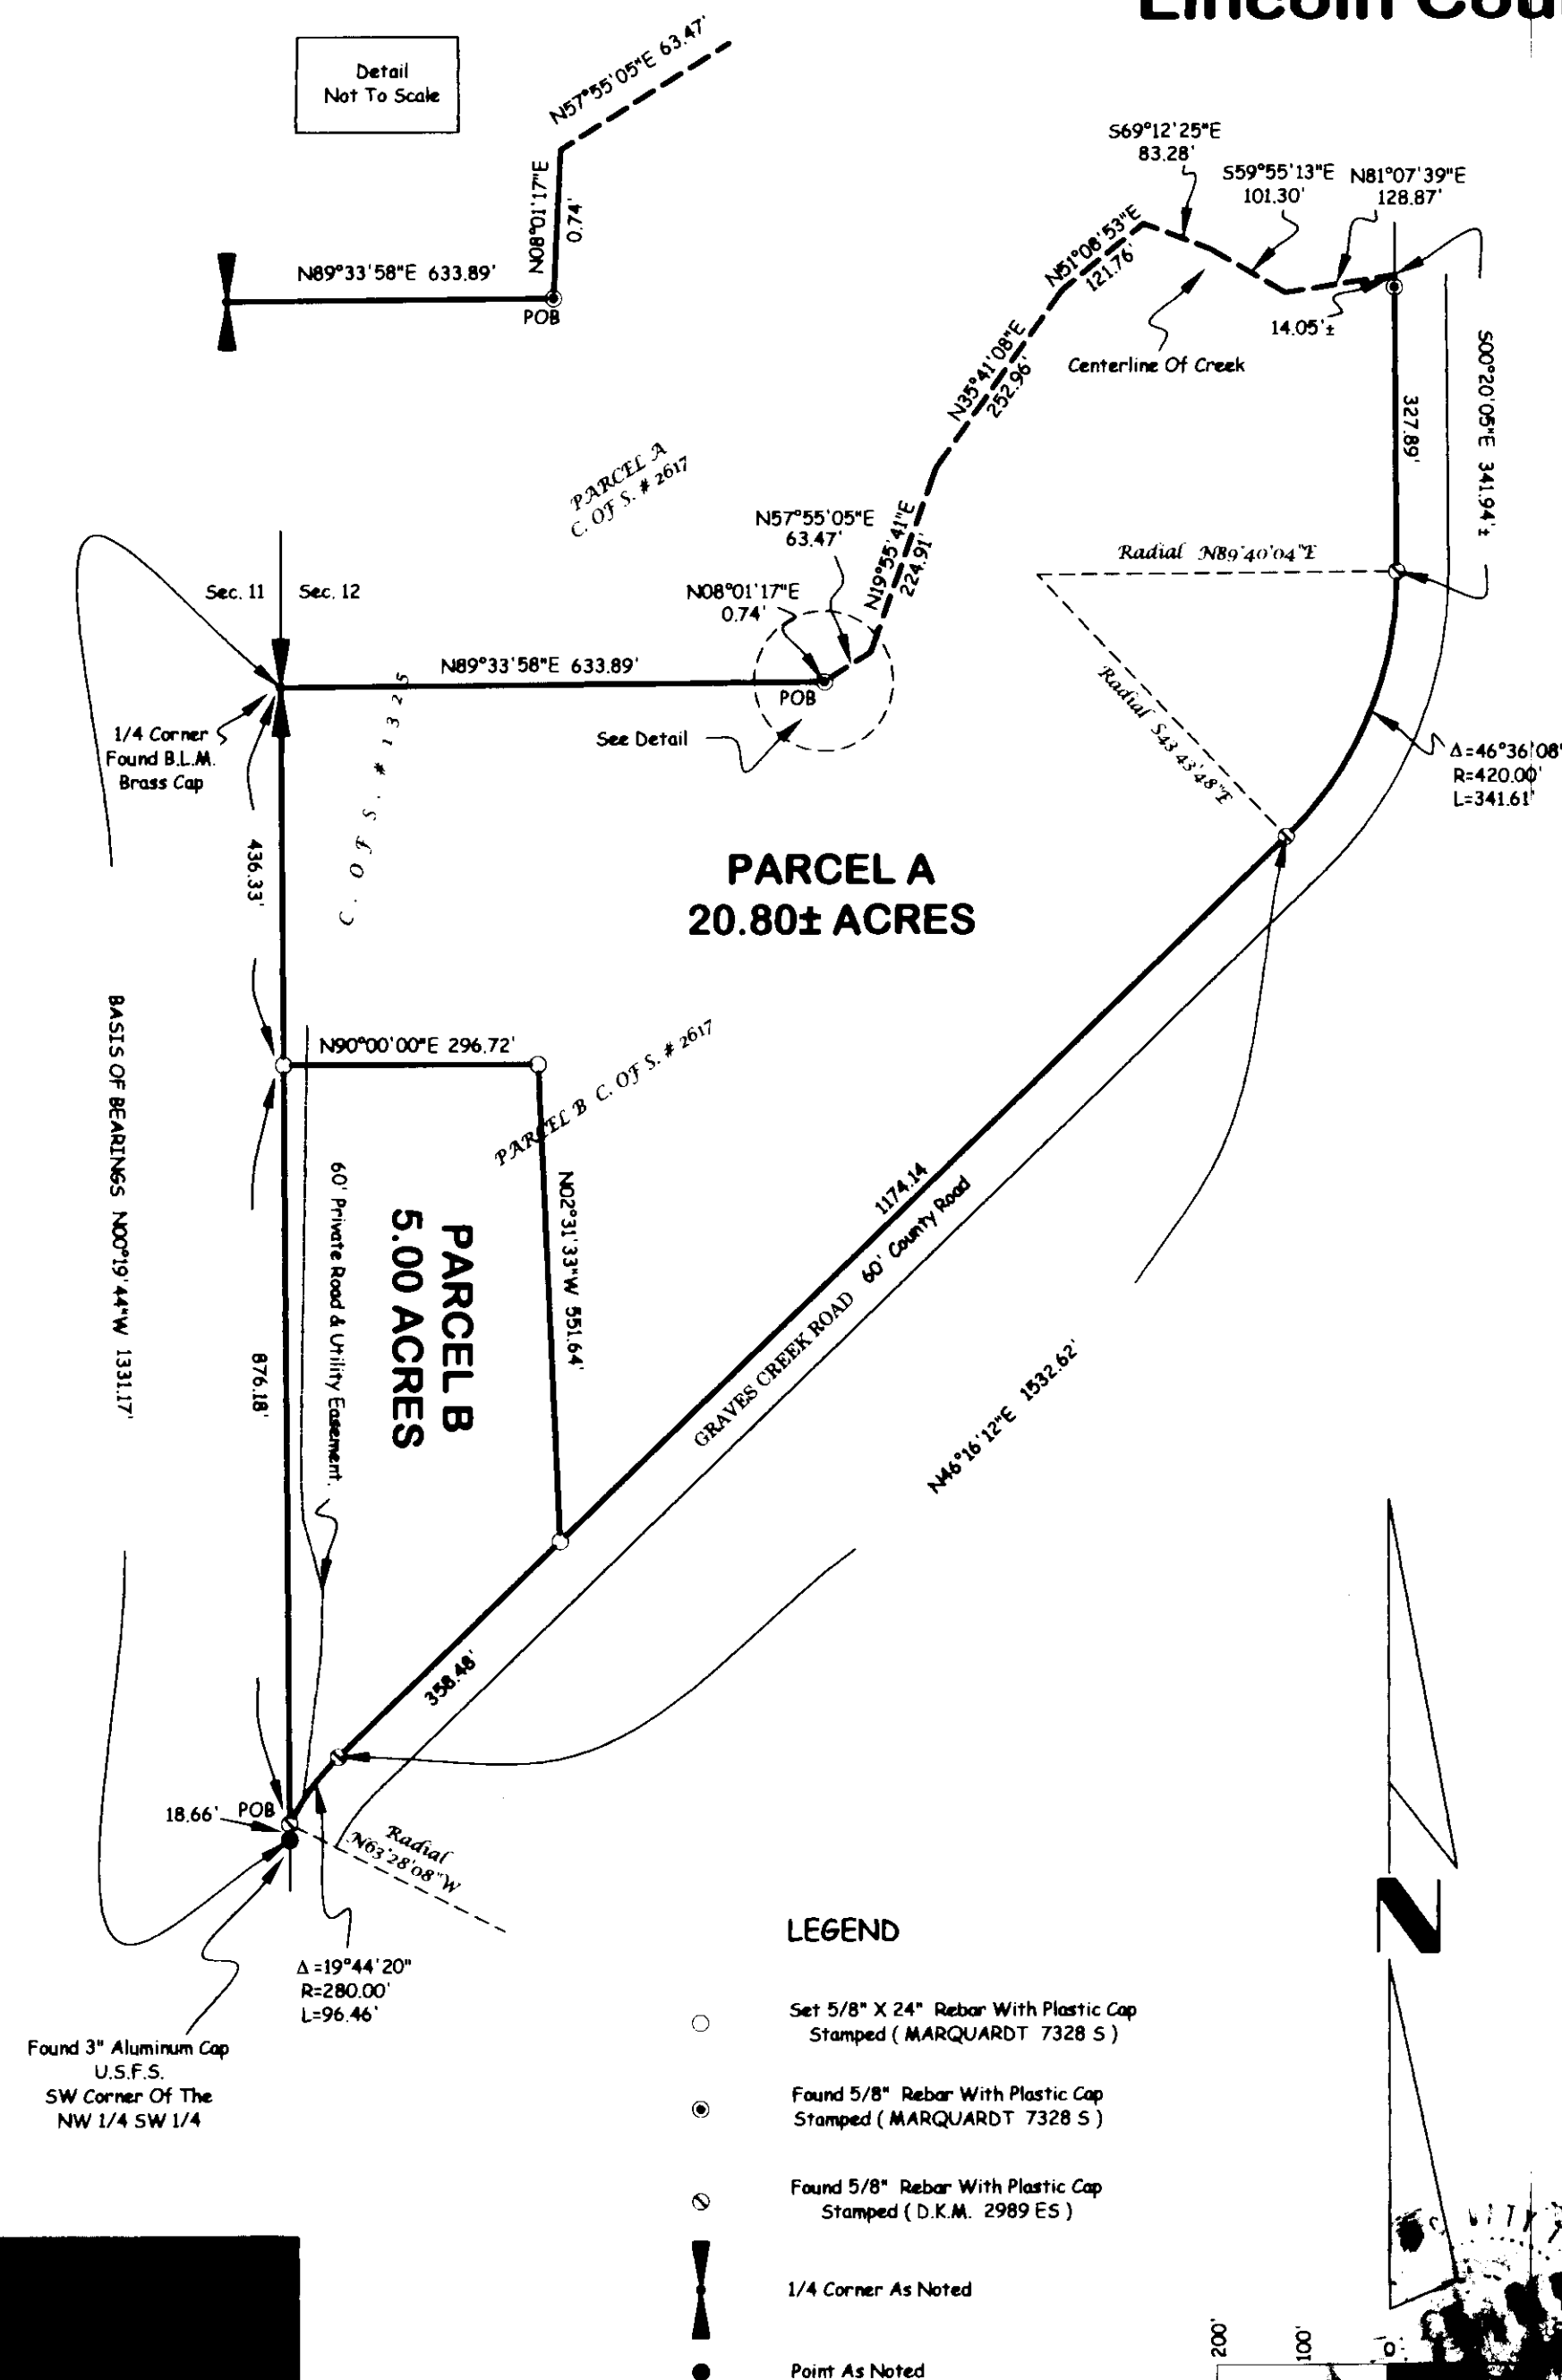 Lincoln Cou
Detail
Not To Scale
N57°55'05"E 63.47'
N08°01'17"E
0.74'
N89°33'58"E 633.89'
POB
S69°12'25"E
83.28'
S59°55'13"E
101.30'
N81°07'39"E
128.87'
N51°08'53"E
121.76'
14.05'±
Centerline Of Creek
N35°41'08"E
252.96'
327.89'
S00°20'05"E 341.94'±
PARCEL A
C. OF S. # 2617
N57°55'05"E
63.47'
N19°55'41"E
224.91'
Radial N89°40'04"E
Sec. 11
Sec. 12
N08°01'17"E
0.74'
N89°33'58"E 633.89'
POB
See Detail
1/4 Corner
Found B.L.M.
Brass Cap
C. OF S. # 1325
Radial S43°43'48"E
Δ=46°36'08"
R=420.00'
L=341.61'
436.33'
PARCEL A
20.80± ACRES
BASIS OF BEARINGS N00°19'44"W 1331.17'
N90°00'00"E 296.72'
PARCEL B C. OF S. # 2617
60' Private Road & Utility Easement.
PARCEL B
5.00 ACRES
N02°31'33"W 551.64'
876.18'
1174.14
GRAVES CREEK ROAD 60' County Road
N46°16'12"E 1532.62'
358.48'
18.66'
POB
Radial
N63°28'08"W
Δ=19°44'20"
R=280.00'
L=96.46'
Found 3" Aluminum Cap
U.S.F.S.
SW Corner Of The
NW 1/4 SW 1/4
N
LEGEND
Set 5/8" X 24" Rebar With Plastic Cap
Stamped ( MARQUARDT 7328 S )
Found 5/8" Rebar With Plastic Cap
Stamped ( MARQUARDT 7328 S )
Found 5/8" Rebar With Plastic Cap
Stamped ( D.K.M. 2989 ES )
1/4 Corner As Noted
Point As Noted
200'
100'
0